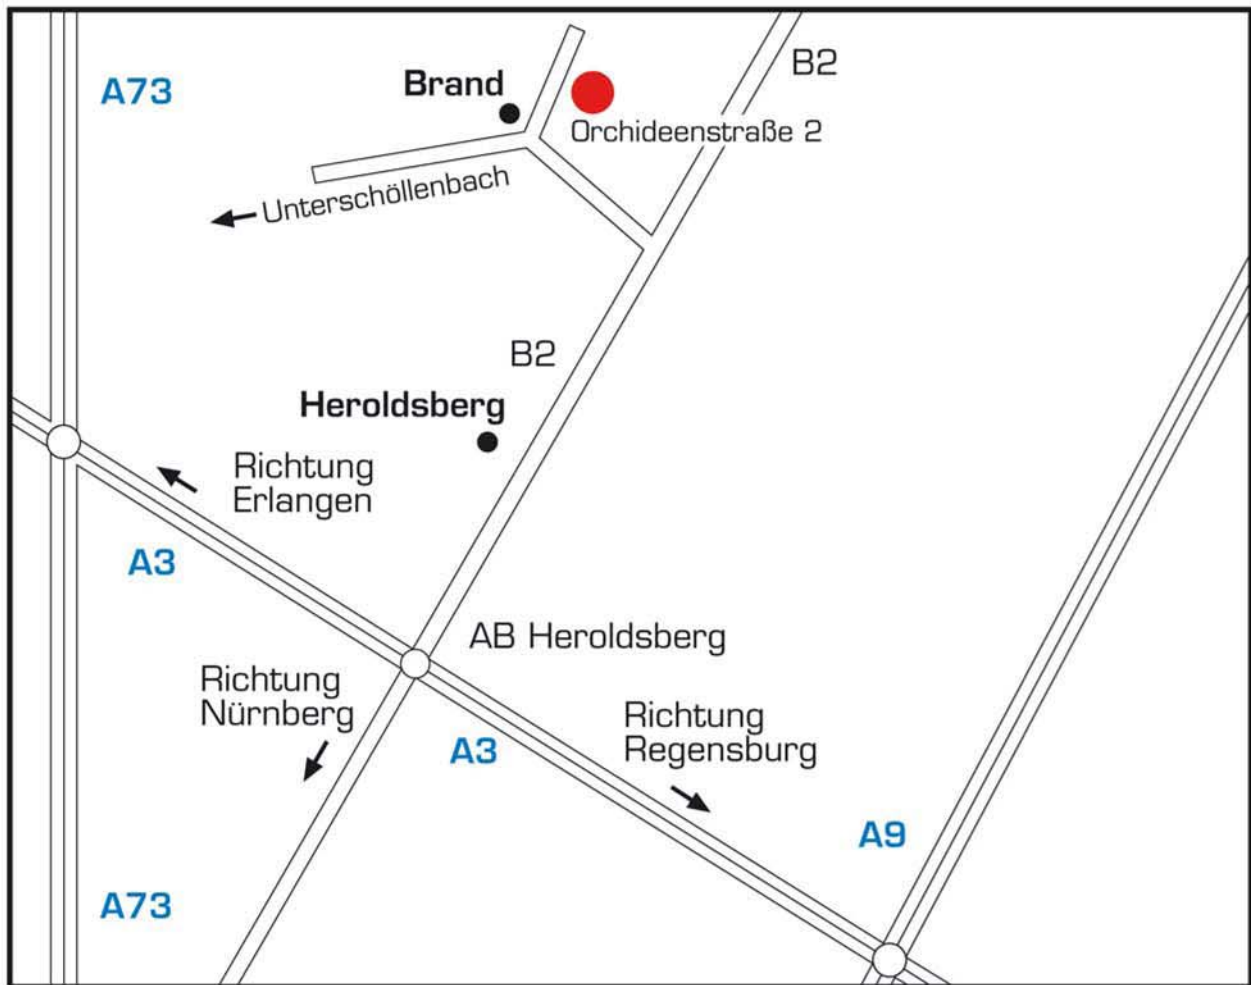 B2
A73
Brand
Orchideenstraße 2
Unterschöllenbach
B2
Heroldsberg
Richtung
Erlangen
A3
AB Heroldsberg
Richtung
Nürnberg
Richtung
Regensburg
A3
A9
A73